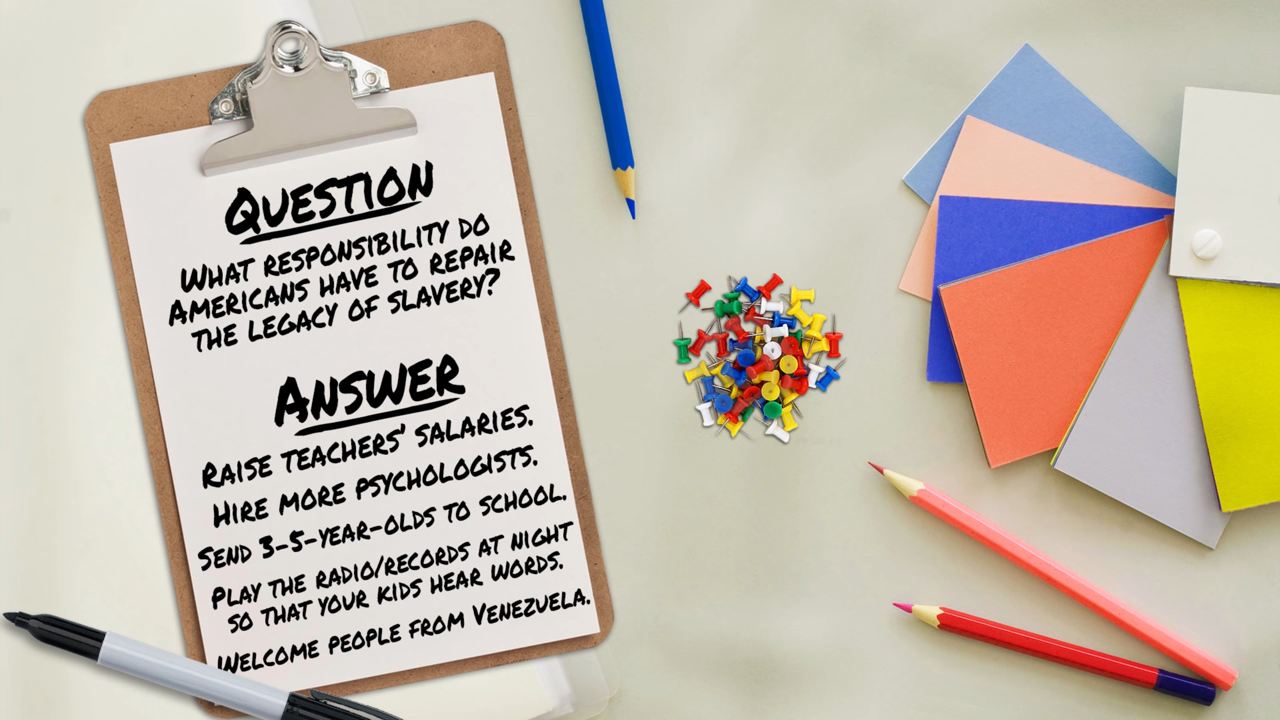 QUESTION
WHAT RESPONSIBILITY DO
AMERICANS HAVE TO REPAIR
THE LEGACY OF SLAVERY?
ANSWER
RAISE TEACHERS' SALARIES.
HIRE MORE PSYCHOLOGISTS.
SEND 3-5-YEAR-OLDS TO SCHOOL.
PLAY THE RADIO/RECORDS AT NIGHT
SO THAT YOUR KIDS HEAR WORDS.
WELCOME PEOPLE FROM VENEZUELA.